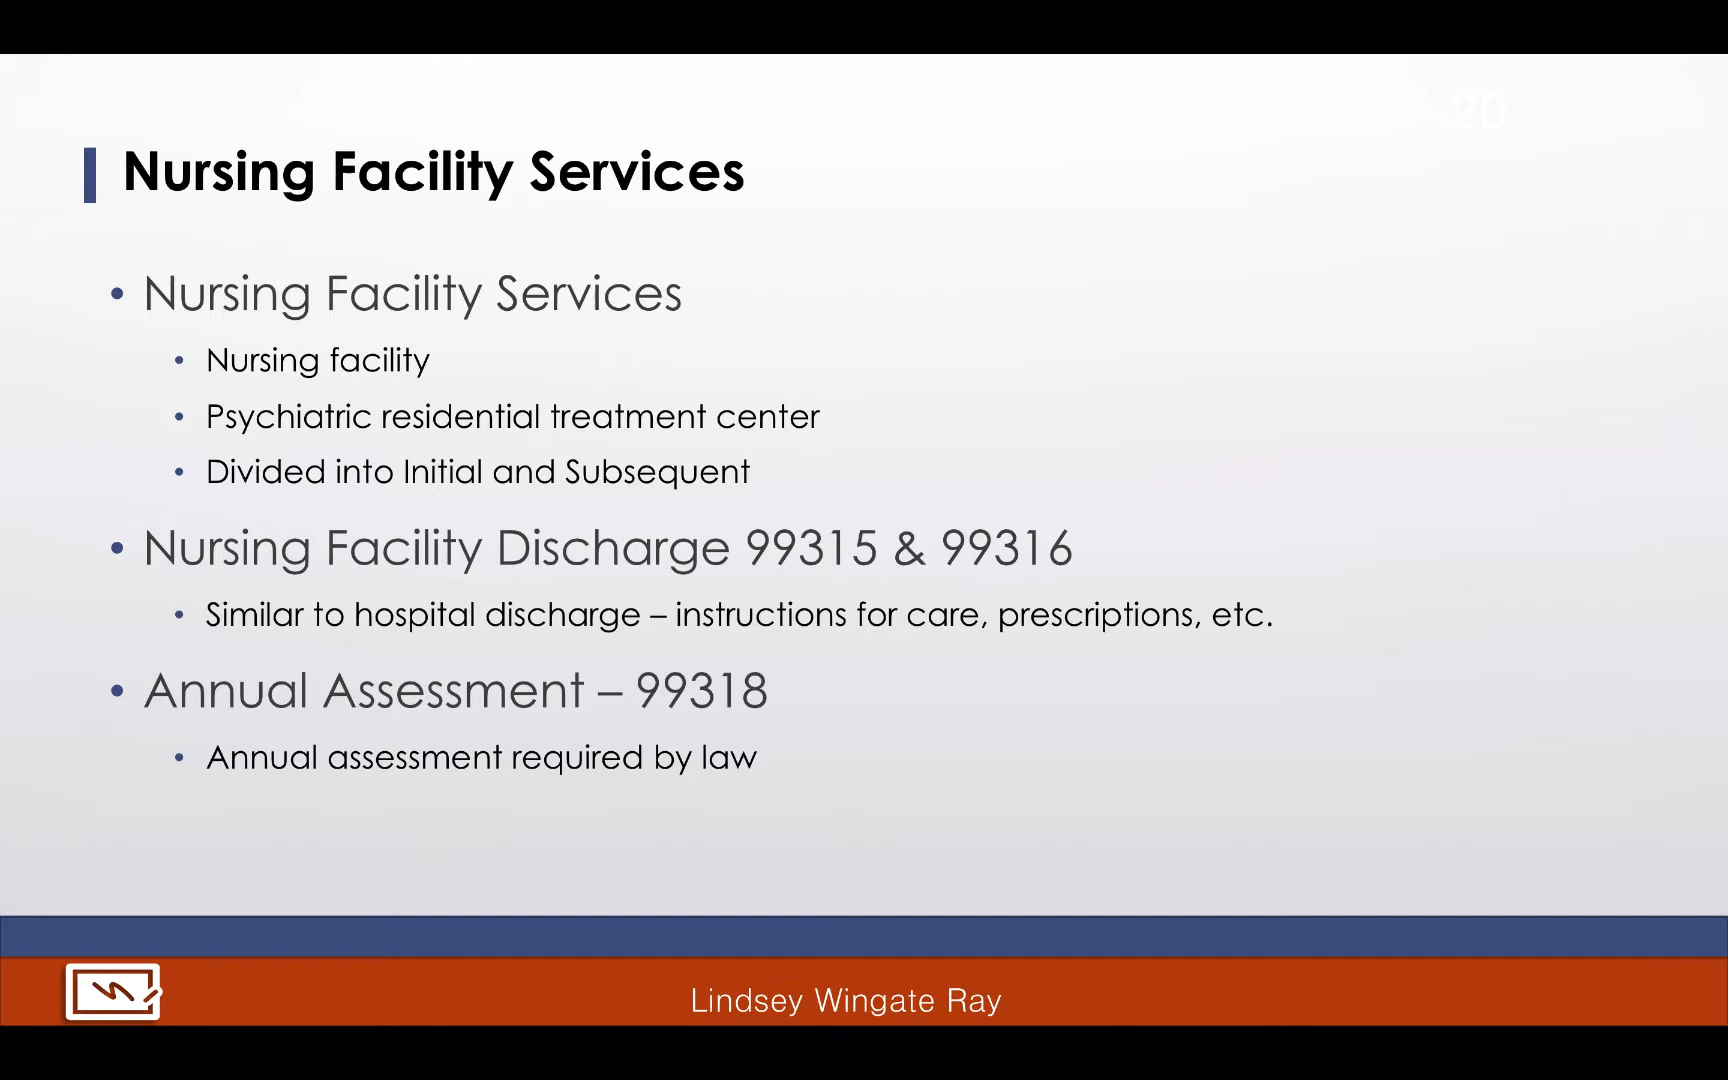 20
Nursing Facility Services
• Nursing Facility Services
• Nursing facility
• Psychiatric residential treatment center
• Divided into Initial and Subsequent
• Nursing Facility Discharge 99315 & 99316
• Similar to hospital discharge – instructions for care, prescriptions, etc.
• Annual Assessment – 99318
• Annual assessment required by law
Lindsey Wingate Ray